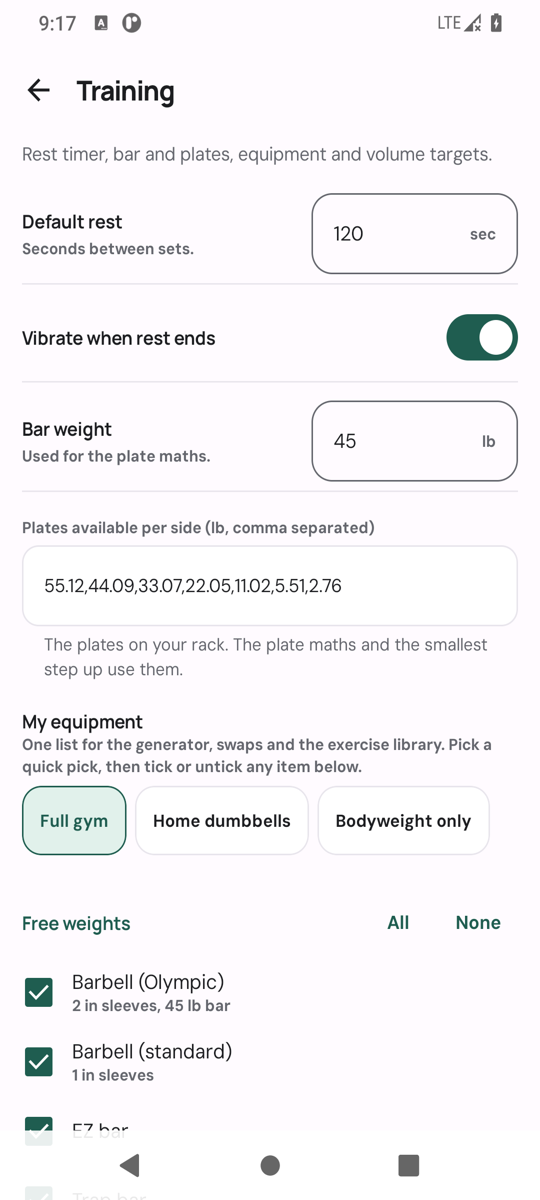 9:17
LTE
Training
Rest timer, bar and plates, equipment and volume targets.
Default rest
Seconds between sets.
120 sec
Vibrate when rest ends
Bar weight
Used for the plate maths.
45 lb
Plates available per side (lb, comma separated)
55.12,44.09,33.07,22.05,11.02,5.51,2.76
The plates on your rack. The plate maths and the smallest
step up use them.
My equipment
One list for the generator, swaps and the exercise library. Pick a
quick pick, then tick or untick any item below.
Full gym
Home dumbbells
Bodyweight only
Free weights
All
None
Barbell (Olympic)
2 in sleeves, 45 lb bar
Barbell (standard)
1 in sleeves
EZ bar
Trap bar